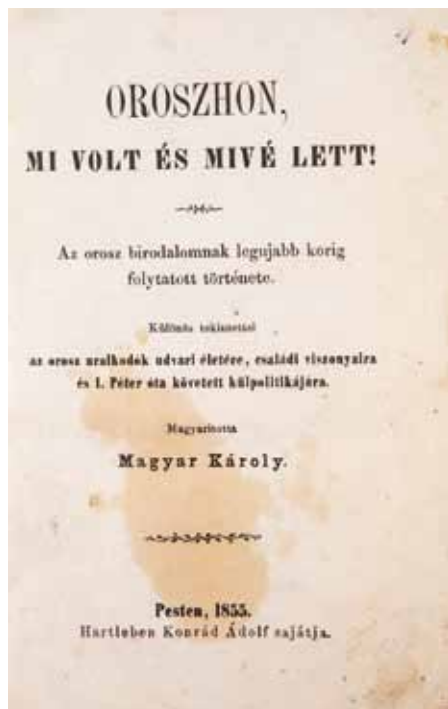 OROSZHON,
MI VOLT ÉS MIVÉ LETT!
Az orosz birodalomnak legujabb korig
folytatott története.
Különös tekintettel
az orosz uralkodók udvari életére, családi viszonyaira
és I. Péter óta követett külpolitikájára.
Magyarította
Magyar Károly.
Pesten, 1855.
Hartleben Konrád Ádolf sajátja.